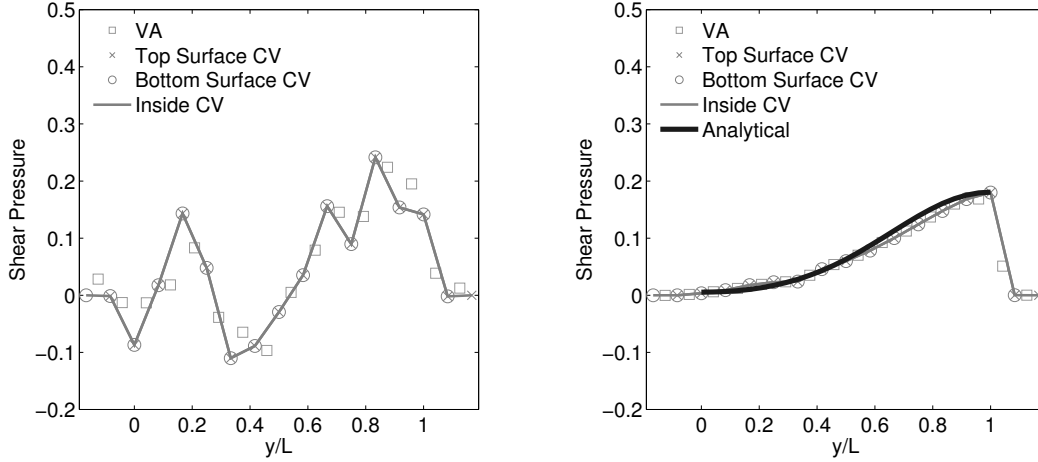 0.5
0.4
0.3
0.2
0.1
0
−0.1
−0.2
Shear Pressure
VA
Top Surface CV
Bottom Surface CV
Inside CV
0 0.2 0.4 0.6 0.8 1
y/L
0.5
0.4
0.3
0.2
0.1
0
−0.1
−0.2
Shear Pressure
VA
Top Surface CV
Bottom Surface CV
Inside CV
Analytical
0 0.2 0.4 0.6 0.8 1
y/L